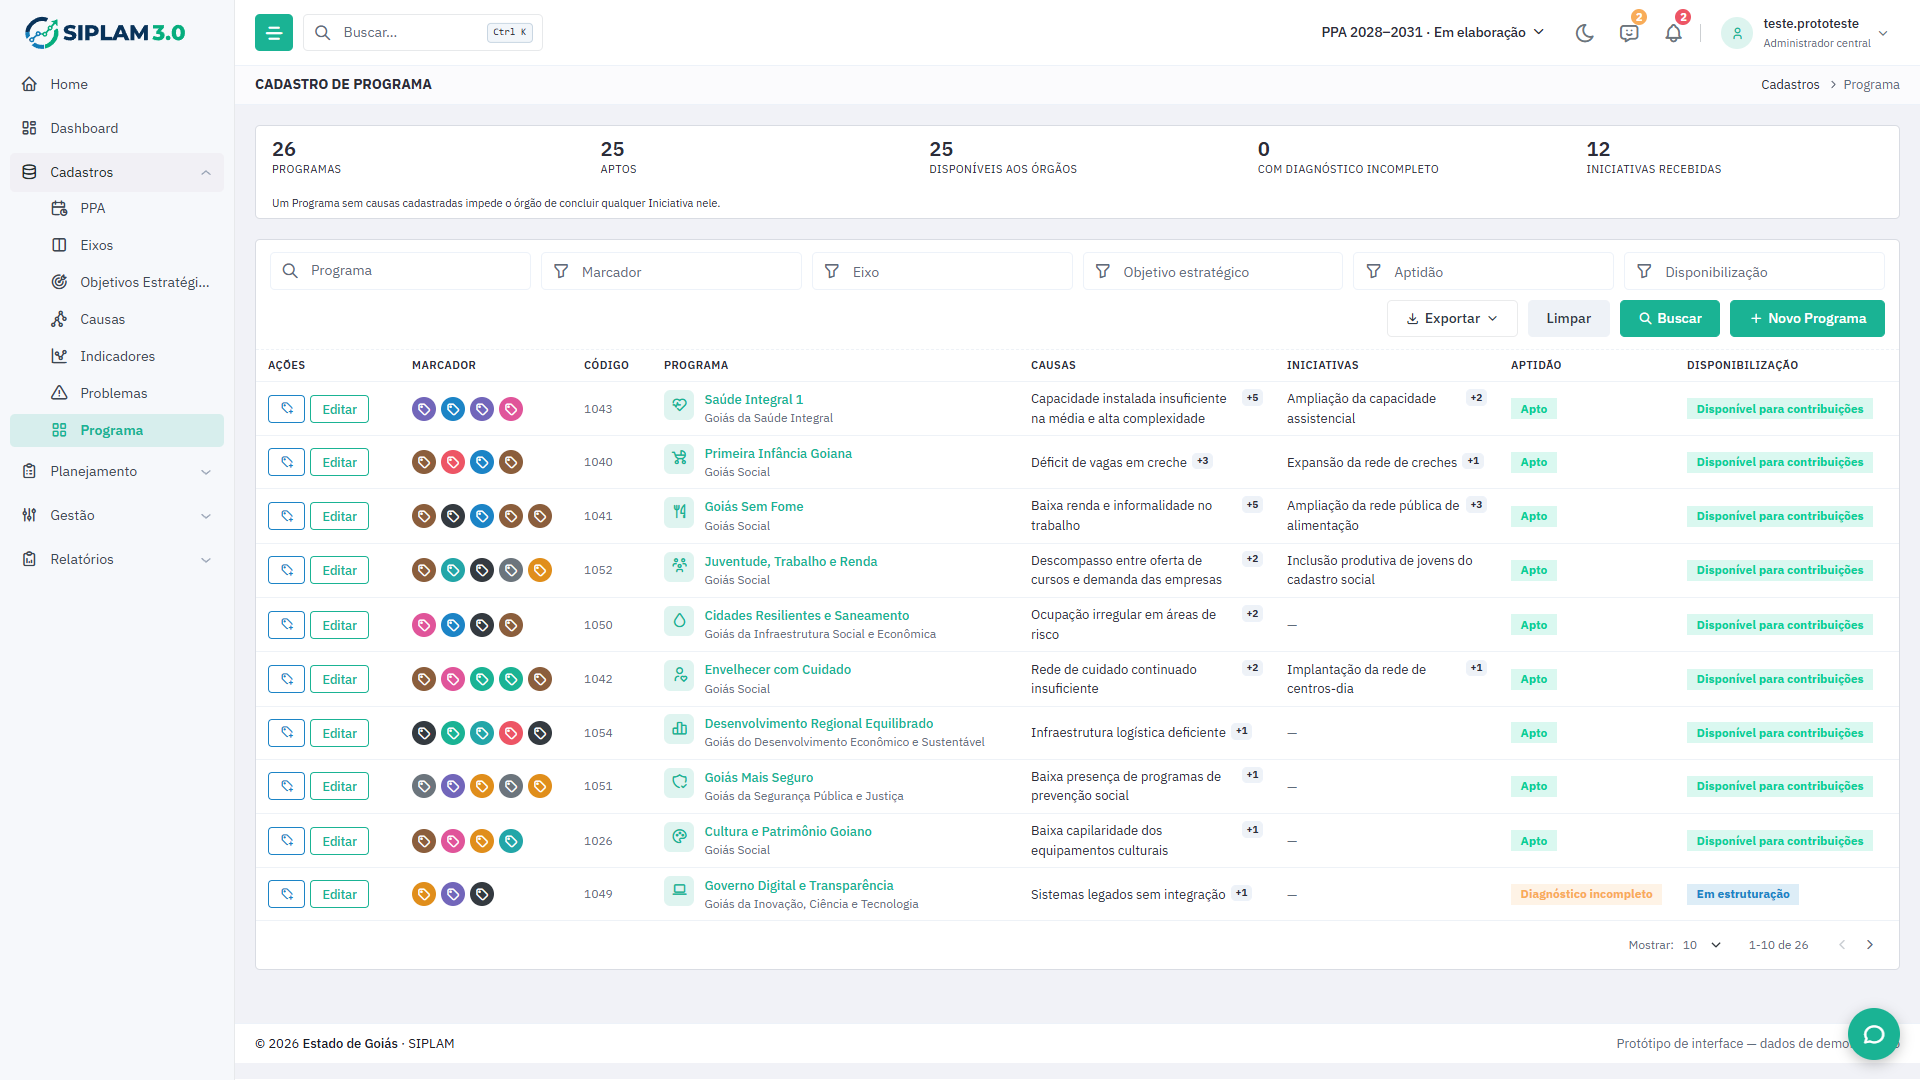 SIPLAM 3.0
Buscar...
Ctrl K
PPA 2028–2031 · Em elaboração
2
2
teste.prototeste
Administrador central
Home
Dashboard
Cadastros
PPA
Eixos
Objetivos Estratégi...
Causas
Indicadores
Problemas
Programa
Planejamento
Gestão
Relatórios
CADASTRO DE PROGRAMA
Cadastros > Programa
26
PROGRAMAS
25
APTOS
25
DISPONÍVEIS AOS ÓRGÃOS
0
COM DIAGNÓSTICO INCOMPLETO
12
INICIATIVAS RECEBIDAS
Um Programa sem causas cadastradas impede o órgão de concluir qualquer Iniciativa nele.
Programa
Marcador
Eixo
Objetivo estratégico
Aptidão
Disponibilização
Exportar
Limpar
Buscar
+ Novo Programa
AÇÕES MARCADOR CÓDIGO PROGRAMA CAUSAS INICIATIVAS APTIDÃO DISPONIBILIZAÇÃO
Editar
1043
Saúde Integral 1
Goiás da Saúde Integral
Capacidade instalada insuficiente
na média e alta complexidade
+5
Ampliação da capacidade
assistencial
+2
Apto
Disponível para contribuições
Editar
1040
Primeira Infância Goiana
Goiás Social
Déficit de vagas em creche +3
Expansão da rede de creches +1
Apto
Disponível para contribuições
Editar
1041
Goiás Sem Fome
Goiás Social
Baixa renda e informalidade no
trabalho
+5
Ampliação da rede pública de
alimentação
+3
Apto
Disponível para contribuições
Editar
1052
Juventude, Trabalho e Renda
Goiás Social
Descompasso entre oferta de
cursos e demanda das empresas
+2
Inclusão produtiva de jovens do
cadastro social
Apto
Disponível para contribuições
Editar
1050
Cidades Resilientes e Saneamento
Goiás da Infraestrutura Social e Econômica
Ocupação irregular em áreas de
risco
+2
—
Apto
Disponível para contribuições
Editar
1042
Envelhecer com Cuidado
Goiás Social
Rede de cuidado continuado
insuficiente
+2
Implantação da rede de
centros-dia
+1
Apto
Disponível para contribuições
Editar
1054
Desenvolvimento Regional Equilibrado
Goiás do Desenvolvimento Econômico e Sustentável
Infraestrutura logística deficiente +1
—
Apto
Disponível para contribuições
Editar
1051
Goiás Mais Seguro
Goiás da Segurança Pública e Justiça
Baixa presença de programas de
prevenção social
+1
—
Apto
Disponível para contribuições
Editar
1026
Cultura e Patrimônio Goiano
Goiás Social
Baixa capilaridade dos
equipamentos culturais
+1
—
Apto
Disponível para contribuições
Editar
1049
Governo Digital e Transparência
Goiás da Inovação, Ciência e Tecnologia
Sistemas legados sem integração +1
—
Diagnóstico incompleto
Em estruturação
Mostrar: 10
1-10 de 26
© 2026 Estado de Goiás · SIPLAM
Protótipo de interface — dados de demo